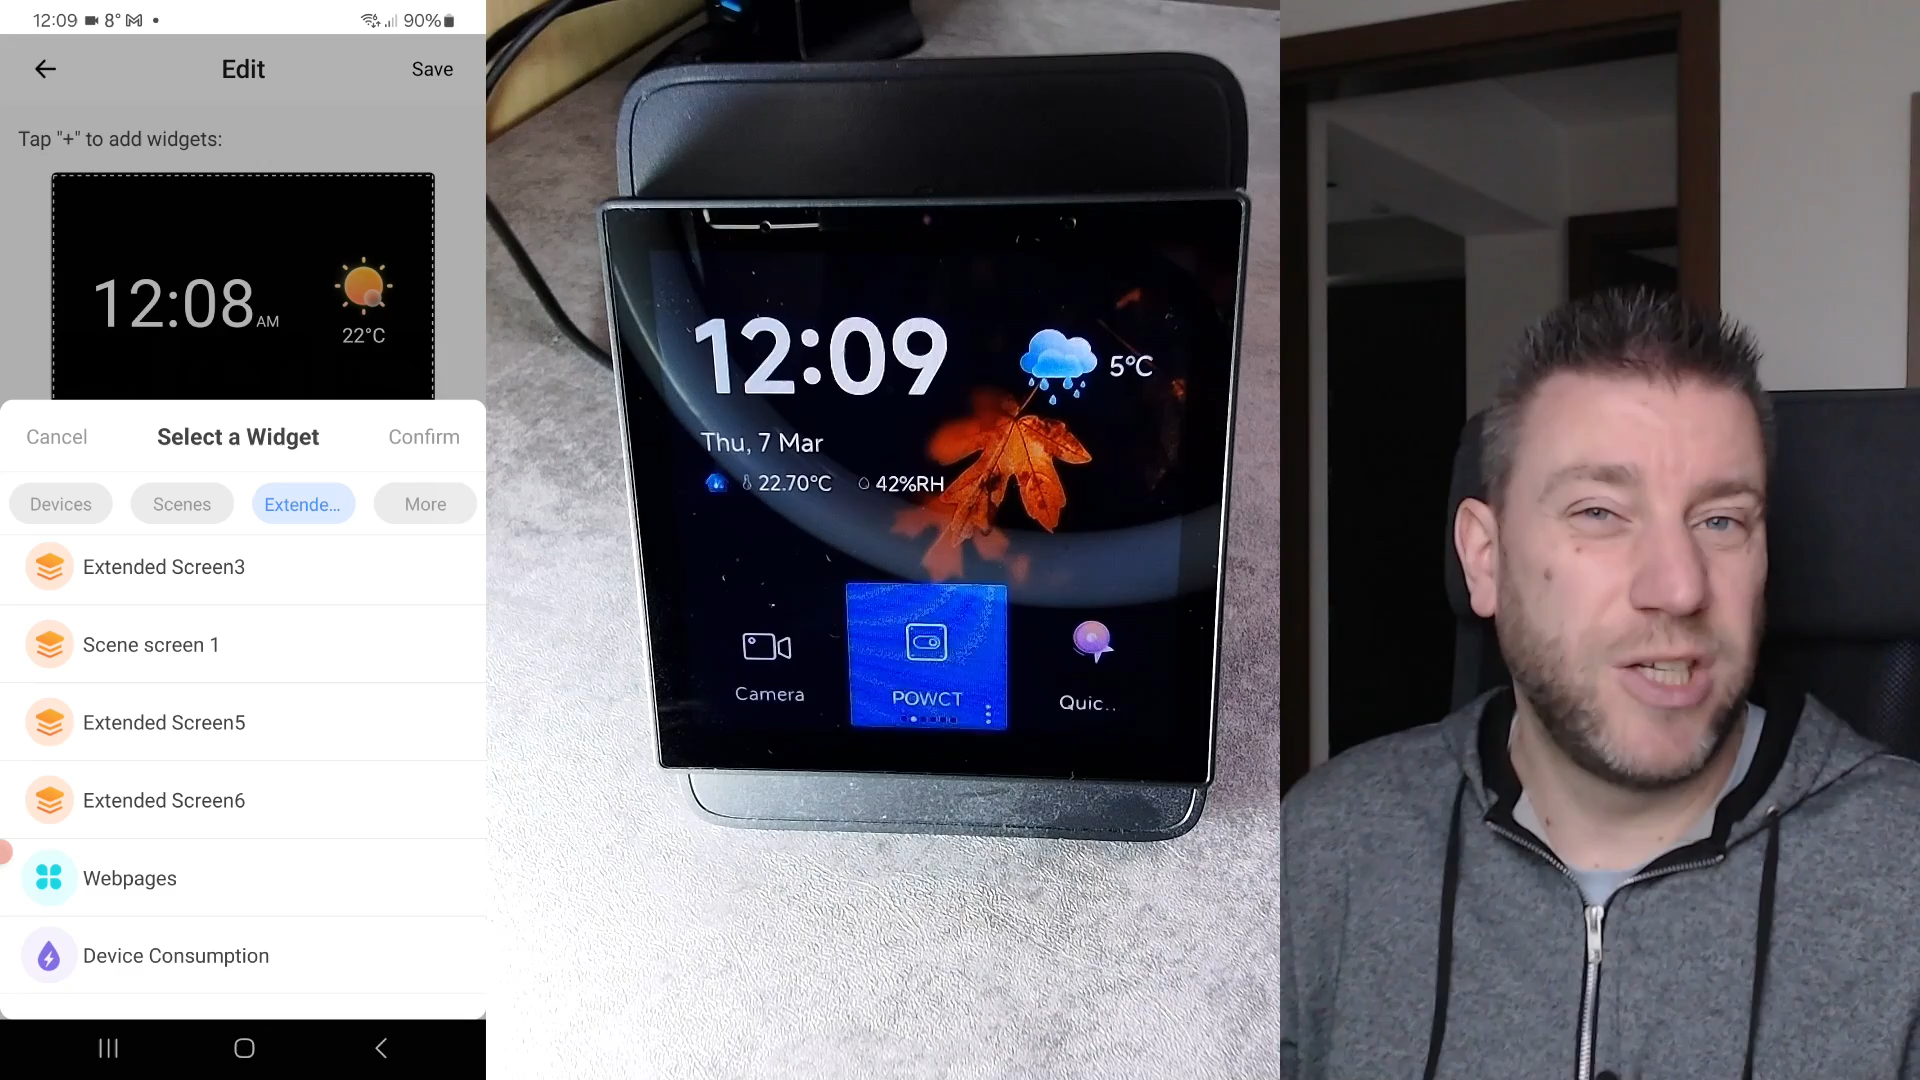 12:09 8° 90%
Edit
Save
Tap "+" to add widgets:
12:08 AM
22°C
Cancel
Select a Widget
Confirm
Devices
Scenes
Extende...
More
Extended Screen3
Scene screen 1
Extended Screen5
Extended Screen6
Webpages
Device Consumption
12:09
5°C
Thu, 7 Mar
22.70°C 42%RH
Camera
POWCT
Quic..